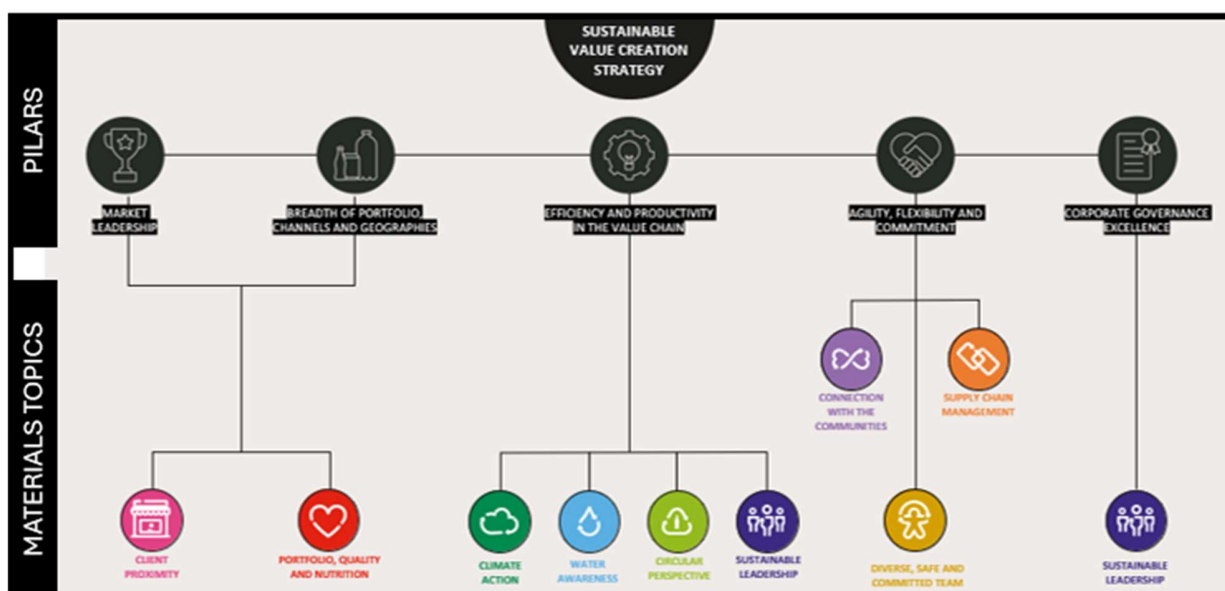 SUSTAINABLE
VALUE CREATION
STRATEGY
PILARS
MARKET
LEADERSHIP
BREADTH OF PORTFOLIO,
CHANNELS AND GEOGRAPHIES
EFFICIENCY AND PRODUCTIVITY
IN THE VALUE CHAIN
AGILITY, FLEXIBILITY AND
COMMITMENT
CORPORATE GOVERNANCE
EXCELLENCE
MATERIALS TOPICS
CONNECTION
WITH THE
COMMUNITIES
SUPPLY CHAIN
MANAGEMENT
CLIENT
PROXIMITY
PORTFOLIO, QUALITY
AND NUTRITION
CLIMATE
ACTION
WATER
AWARENESS
CIRCULAR
PERSPECTIVE
SUSTAINABLE
LEADERSHIP
DIVERSE, SAFE AND
COMMITTED TEAM
SUSTAINABLE
LEADERSHIP